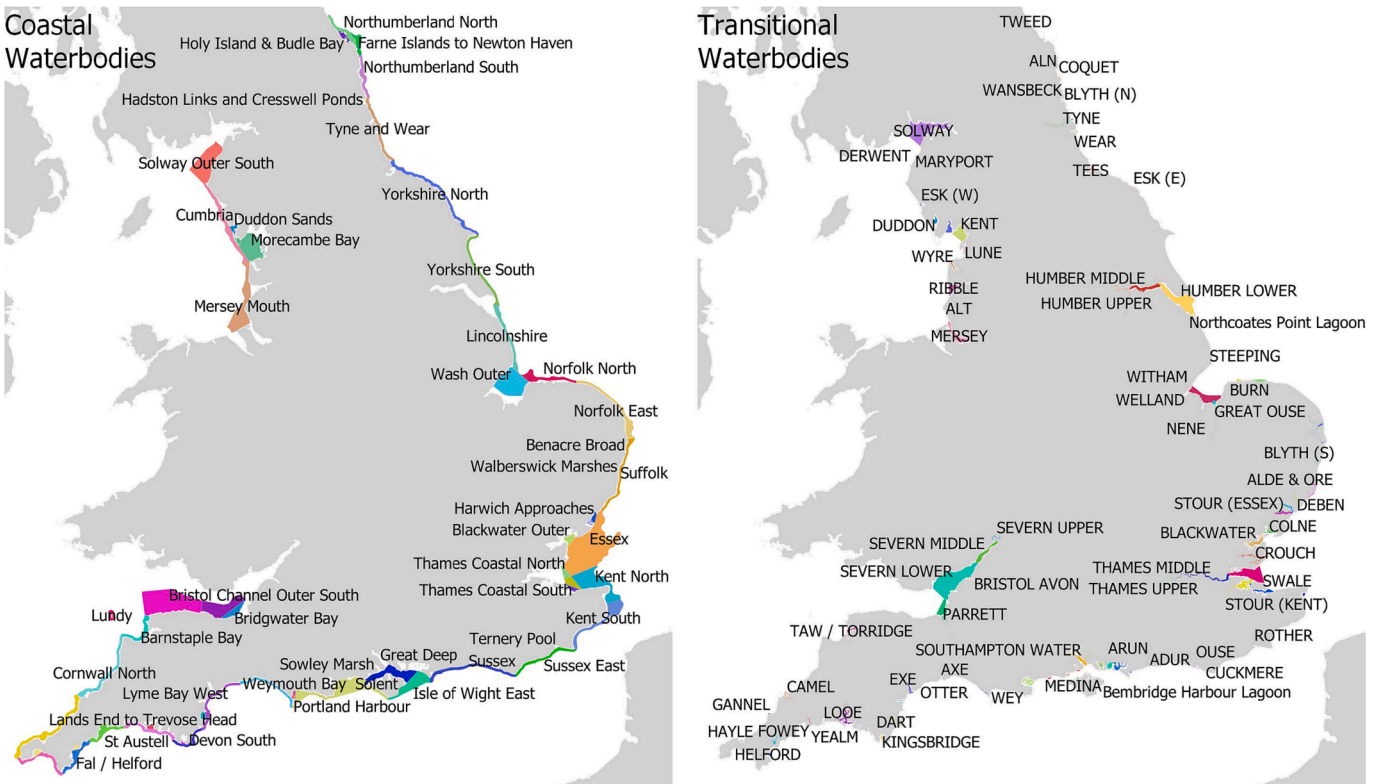 Coastal
Waterbodies
Northumberland North
Holy Island & Budle Bay
Farne Islands to Newton Haven
Northumberland South
Hadston Links and Cresswell Ponds
Tyne and Wear
Solway Outer South
Yorkshire North
Cumbria
Duddon Sands
Morecambe Bay
Yorkshire South
Mersey Mouth
Lincolnshire
Wash Outer
Norfolk North
Norfolk East
Benacre Broad
Walberswick Marshes
Suffolk
Harwich Approaches
Blackwater Outer
Essex
Thames Coastal North
Kent North
Thames Coastal South
Bristol Channel Outer South
Lundy
Bridgwater Bay
Kent South
Barnstaple Bay
Ternery Pool
Great Deep
Sowley Marsh
Sussex
Sussex East
Cornwall North
Weymouth Bay
Solent
Lyme Bay West
Isle of Wight East
Portland Harbour
Lands End to Trevose Head
St Austell
Devon South
Fal / Helford
Transitional
Waterbodies
TWEED
ALN
COQUET
WANSBECK
BLYTH (N)
TYNE
SOLWAY
WEAR
DERWENT
MARYPORT
TEES
ESK (E)
ESK (W)
DUDDON
KENT
WYRE
LUNE
HUMBER MIDDLE
RIBBLE
HUMBER LOWER
HUMBER UPPER
ALT
Northcoates Point Lagoon
MERSEY
STEEPING
WITHAM
BURN
WELLAND
GREAT OUSE
NENE
BLYTH (S)
ALDE & ORE
STOUR (ESSEX)
DEBEN
SEVERN UPPER
COLNE
BLACKWATER
SEVERN MIDDLE
CROUCH
SEVERN LOWER
THAMES MIDDLE
BRISTOL AVON
SWALE
THAMES UPPER
STOUR (KENT)
PARRETT
TAW / TORRIDGE
ROTHER
SOUTHAMPTON WATER
ARUN
OUSE
ADUR
AXE
CUCKMERE
EXE
CAMEL
MEDINA
OTTER
Bembridge Harbour Lagoon
WEY
GANNEL
LOOE
DART
HAYLE
FOWEY
YEALM
KINGSBRIDGE
HELFORD